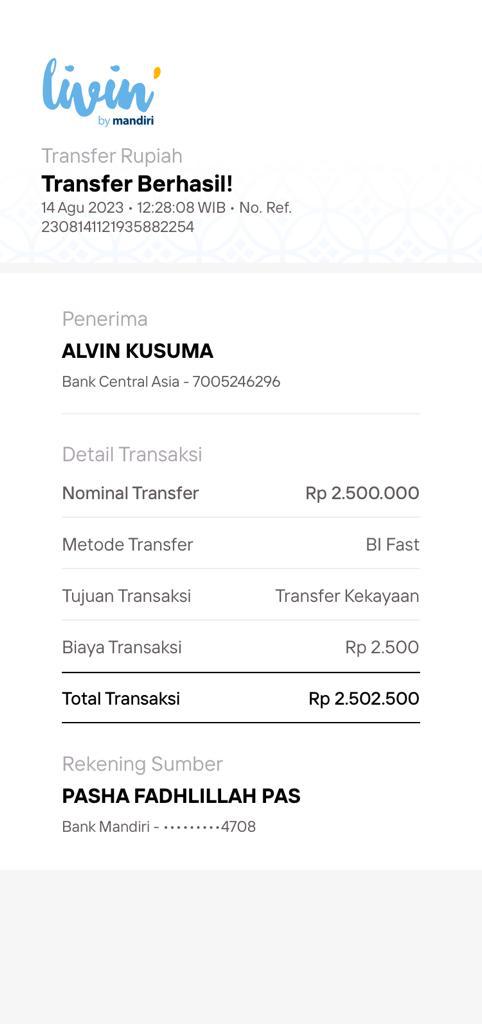 livin'
by mandiri
Transfer Rupiah
Transfer Berhasil!
14 Agu 2023 • 12:28:08 WIB • No. Ref.
2308141121935882254
Penerima
ALVIN KUSUMA
Bank Central Asia - 7005246296
Detail Transaksi
Nominal Transfer Rp 2.500.000
Metode Transfer BI Fast
Tujuan Transaksi Transfer Kekayaan
Biaya Transaksi Rp 2.500
Total Transaksi Rp 2.502.500
Rekening Sumber
PASHA FADHLILLAH PAS
Bank Mandiri - •••••••••4708